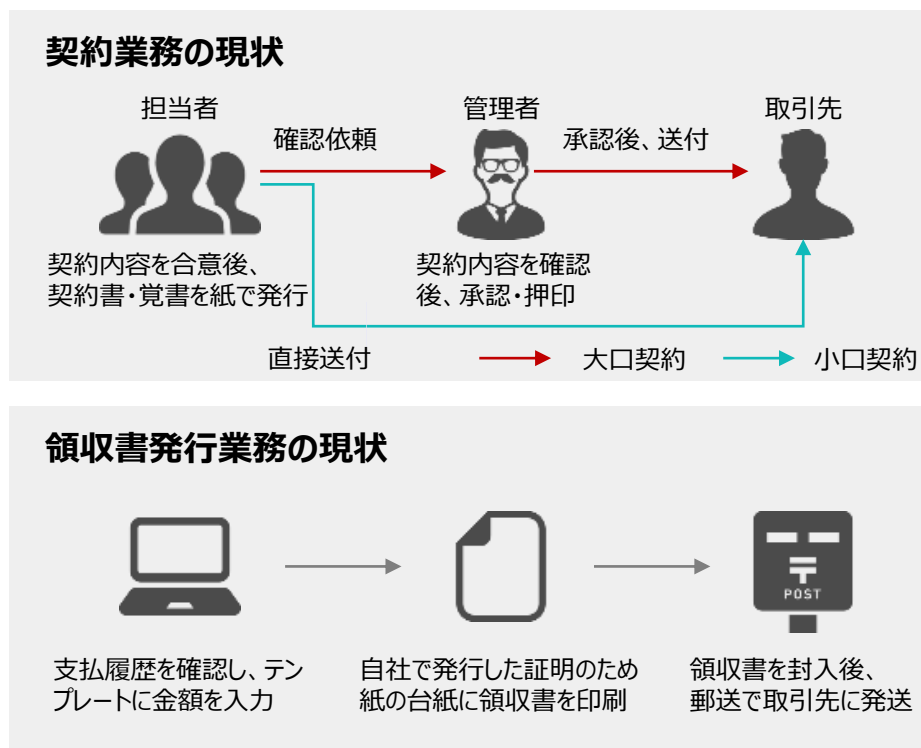 契約業務の現状
担当者
管理者
取引先
確認依頼
承認後、送付
契約内容を合意後、
契約書・覚書を紙で発行
契約内容を確認
後、承認・押印
直接送付
大口契約
小口契約
領収書発行業務の現状
POST
支払履歴を確認し、テン
プレートに金額を入力
自社で発行した証明のため
紙の台紙に領収書を印刷
領収書を封入後、
郵送で取引先に発送